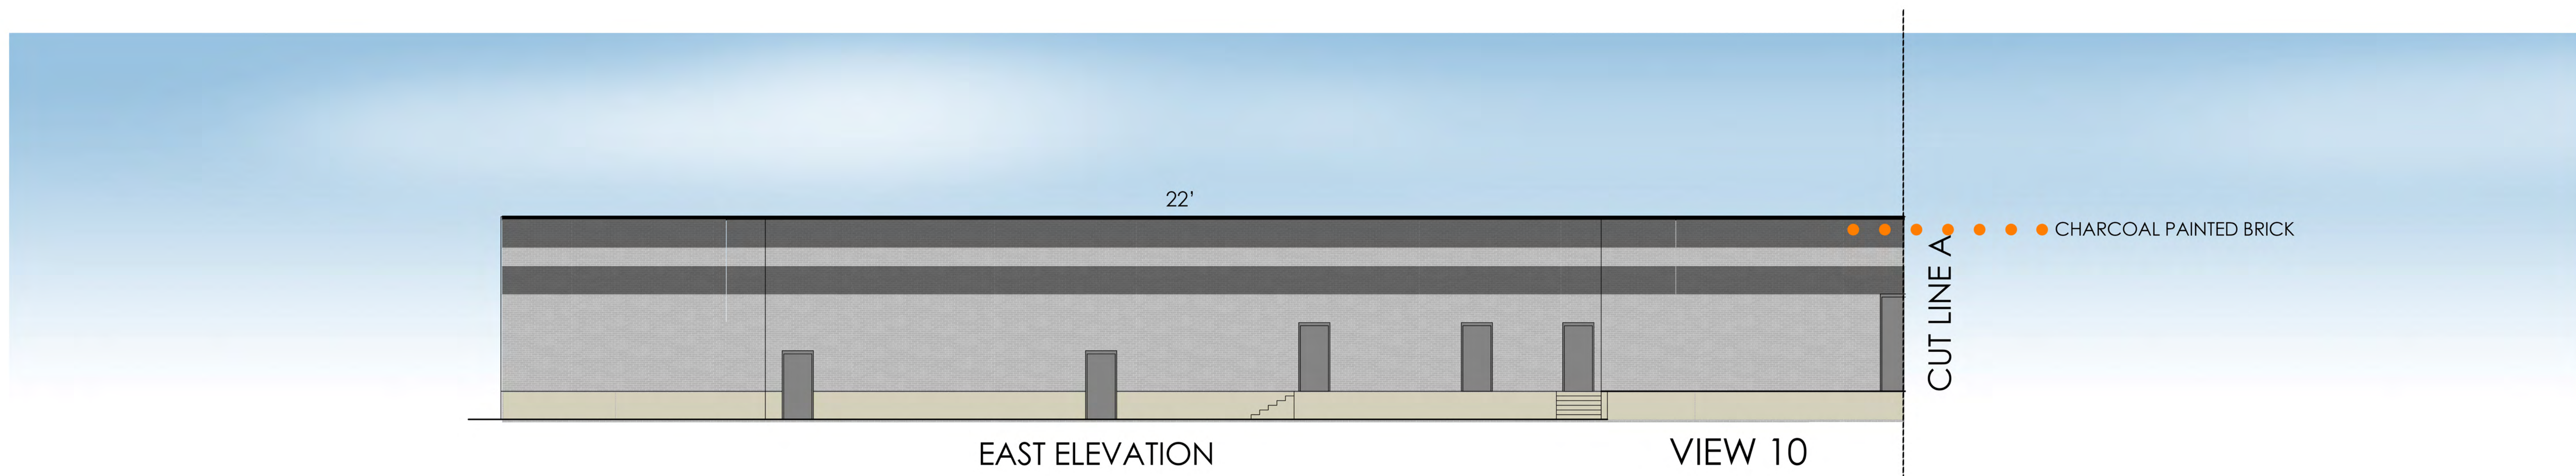 22'
CHARCOAL PAINTED BRICK
CUT LINE A
EAST ELEVATION
VIEW 10